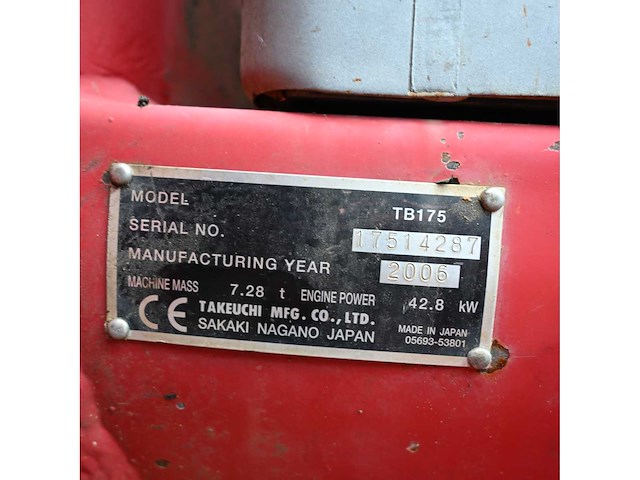 MODEL TB175
SERIAL NO. 17514287
MANUFACTURING YEAR 2006
MACHINE MASS 7.28 t ENGINE POWER 42.8 kW
CE TAKEUCHI MFG. CO., LTD.
SAKAKI NAGANO JAPAN
MADE IN JAPAN
05693-53801